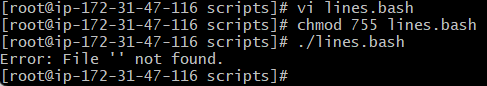 [root@ip-172-31-47-116 scripts]# vi lines.bash
[root@ip-172-31-47-116 scripts]# chmod 755 lines.bash
[root@ip-172-31-47-116 scripts]# ./lines.bash
Error: File '' not found.
[root@ip-172-31-47-116 scripts]#